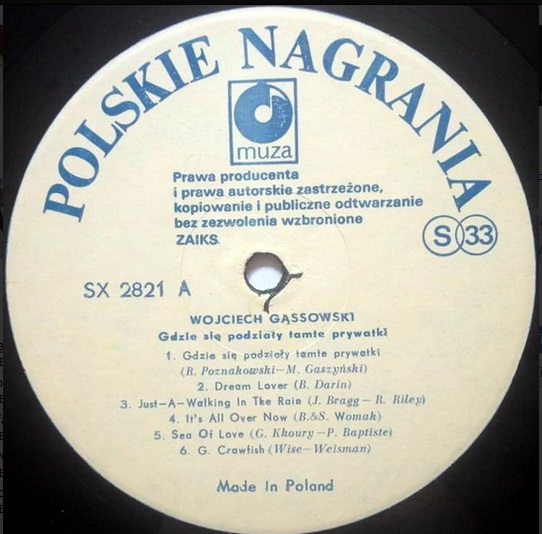 POLSKIE NAGRANIA
muza
Prawa producenta
i prawa autorskie zastrzeżone,
kopiowanie i publiczne odtwarzanie
bez zezwolenia wzbronione
ZAIKS
S 33
SX 2821 A
WOJCIECH GĄSSOWSKI
Gdzie się podziały tamte prywatki
1. Gdzie się podziały tamte prywatki
(R. Poznakowski—M. Gaszyński)
2. Dream Lover (B. Darin)
3. Just—A—Walking In The Rain (J. Bragg — R. Riley)
4. It's All Over Now (B.&S. Womak)
5. Sea Of Love (G. Khoury —P. Baptiste)
6. G. Crawfish (Wise—Weisman)
Made in Poland